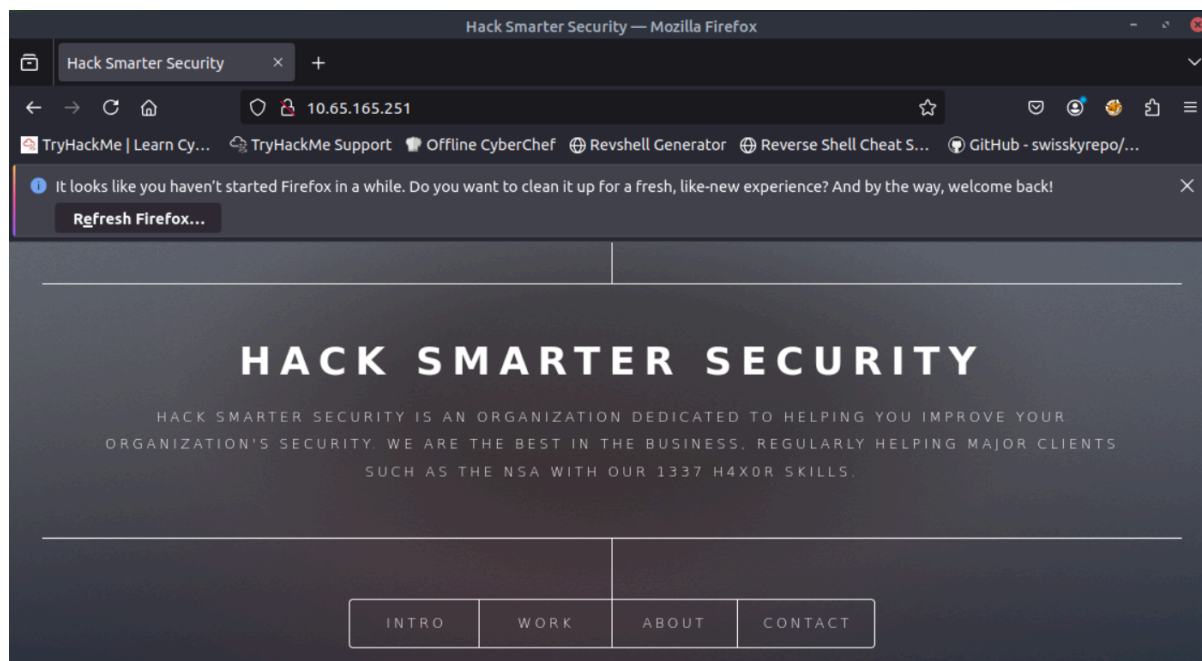 Hack Smarter Security — Mozilla Firefox
Hack Smarter Security
10.65.165.251
TryHackMe | Learn Cy... TryHackMe Support Offline CyberChef Revshell Generator Reverse Shell Cheat S... GitHub - swisskyrepo/...
It looks like you haven't started Firefox in a while. Do you want to clean it up for a fresh, like-new experience? And by the way, welcome back!
Refresh Firefox...
HACK SMARTER SECURITY
HACK SMARTER SECURITY IS AN ORGANIZATION DEDICATED TO HELPING YOU IMPROVE YOUR
ORGANIZATION'S SECURITY. WE ARE THE BEST IN THE BUSINESS, REGULARLY HELPING MAJOR CLIENTS
SUCH AS THE NSA WITH OUR 1337 H4X0R SKILLS.
INTRO WORK ABOUT CONTACT